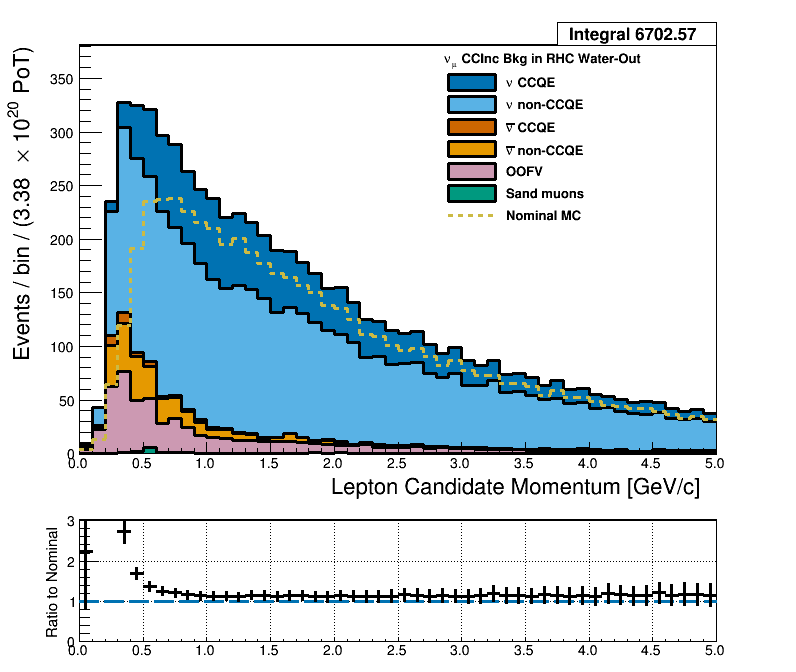 Integral 6702.57
ν_μ CCInc Bkg in RHC Water-Out
ν CCQE
ν non-CCQE
ν̅ CCQE
ν̅ non-CCQE
OOFV
Sand muons
Nominal MC
Events / bin / (3.38 × 10^20 PoT)
350
300
250
200
150
100
50
0
0.0 0.5 1.0 1.5 2.0 2.5 3.0 3.5 4.0 4.5 5.0
Lepton Candidate Momentum [GeV/c]
Ratio to Nominal
3
2
1
0
0.0 0.5 1.0 1.5 2.0 2.5 3.0 3.5 4.0 4.5 5.0